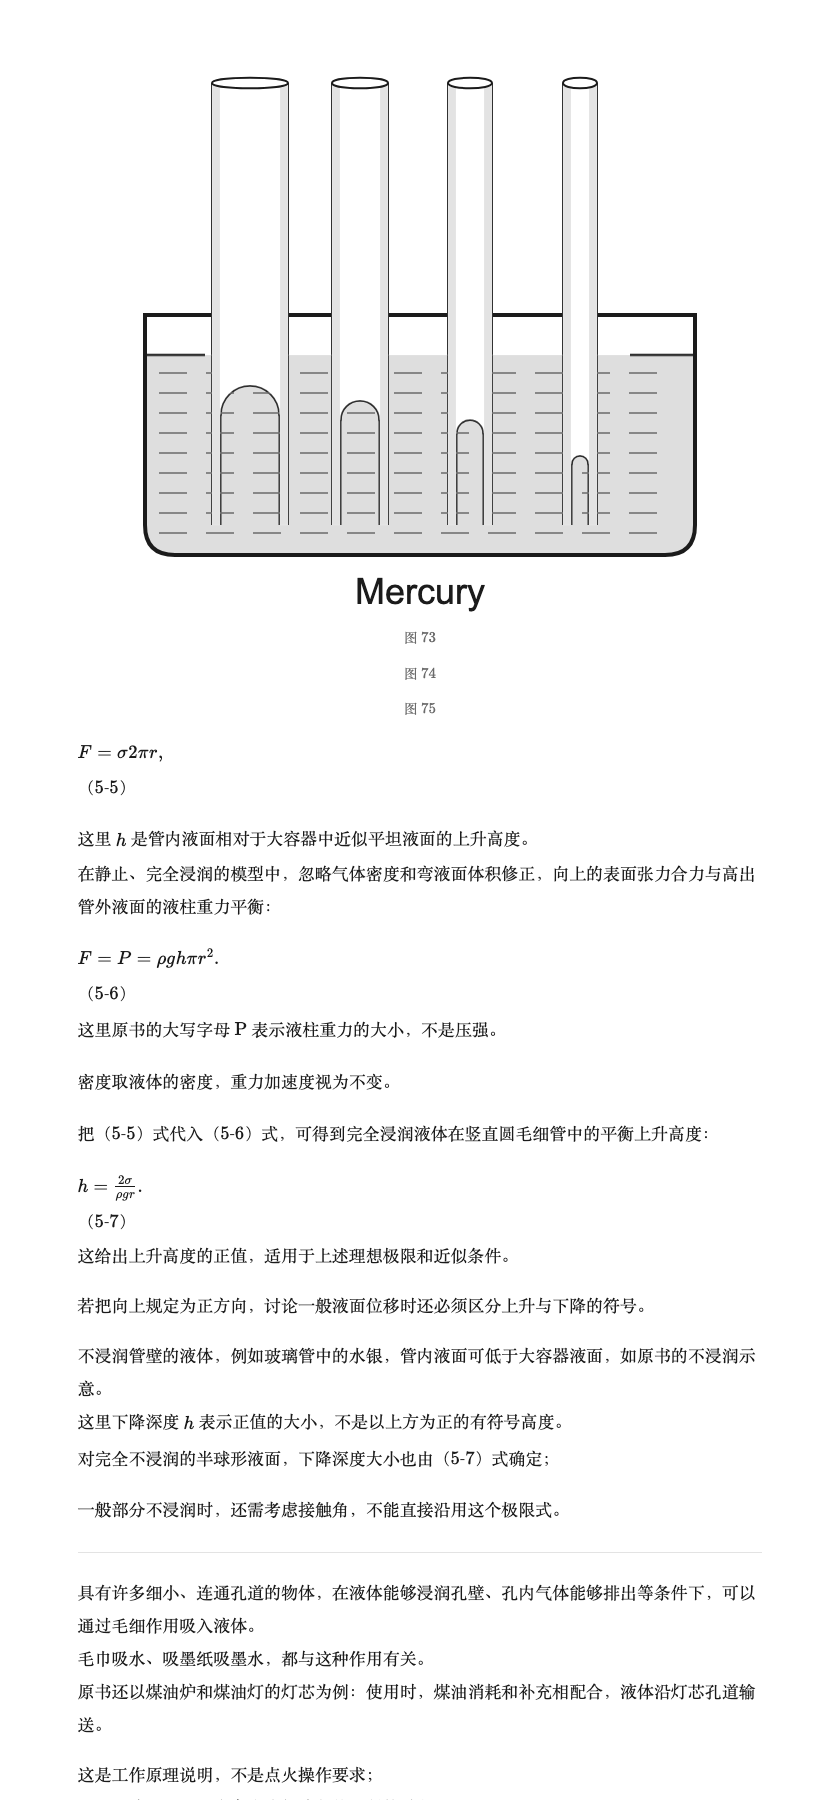 Mercury
图 73
图 74
图 75
F = σ2πr,
（5-5）
这里 h 是管内液面相对于大容器中近似平坦液面的上升高度。
在静止、完全浸润的模型中，忽略气体密度和弯液面体积修正，向上的表面张力合力与高出
管外液面的液柱重力平衡：
F = P = ρghπr².
（5-6）
这里原书的大写字母 P 表示液柱重力的大小，不是压强。
密度取液体的密度，重力加速度视为不变。
把（5-5）式代入（5-6）式，可得到完全浸润液体在竖直圆毛细管中的平衡上升高度：
h = 2σ/ρgr.
（5-7）
这给出上升高度的正值，适用于上述理想极限和近似条件。
若把向上规定为正方向，讨论一般液面位移时还必须区分上升与下降的符号。
不浸润管壁的液体，例如玻璃管中的水银，管内液面可低于大容器液面，如原书的不浸润示
意。
这里下降深度 h 表示正值的大小，不是以上方为正的有符号高度。
对完全不浸润的半球形液面，下降深度大小也由（5-7）式确定；
一般部分不浸润时，还需考虑接触角，不能直接沿用这个极限式。
具有许多细小、连通孔道的物体，在液体能够浸润孔壁、孔内气体能够排出等条件下，可以
通过毛细作用吸入液体。
毛巾吸水、吸墨纸吸墨水，都与这种作用有关。
原书还以煤油炉和煤油灯的灯芯为例：使用时，煤油消耗和补充相配合，液体沿灯芯孔道输
送。
这是工作原理说明，不是点火操作要求；